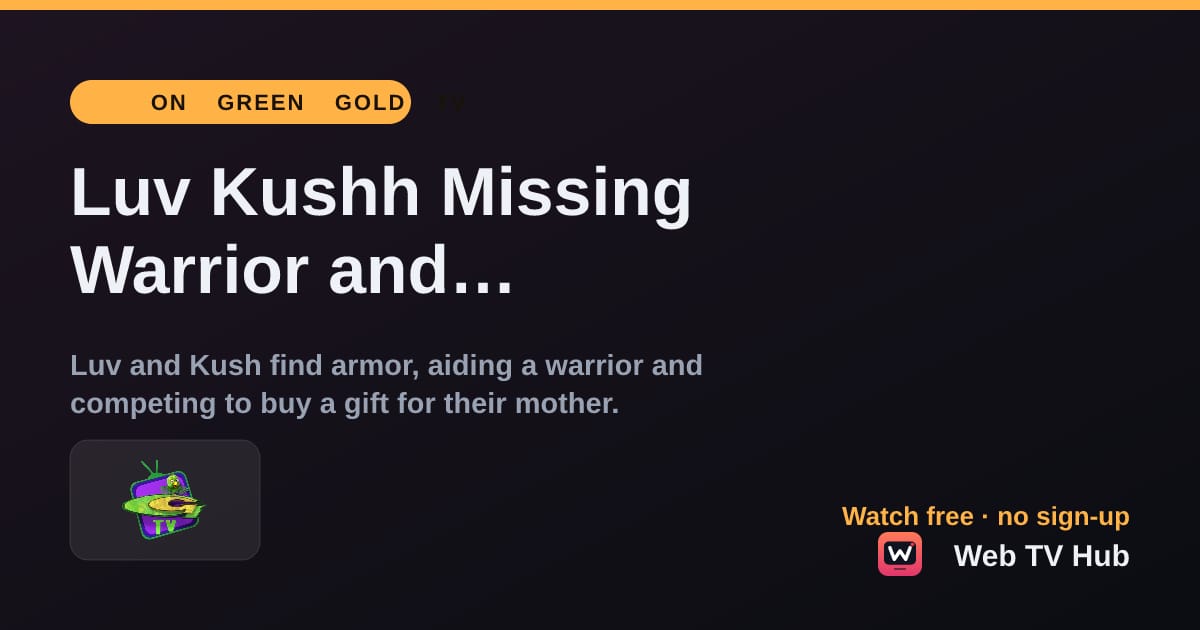 ON GREEN GOLD TV
Luv Kushh Missing
Warrior and…
Luv and Kush find armor, aiding a warrior and
competing to buy a gift for their mother.
TV
Watch free · no sign-up
W
Web TV Hub